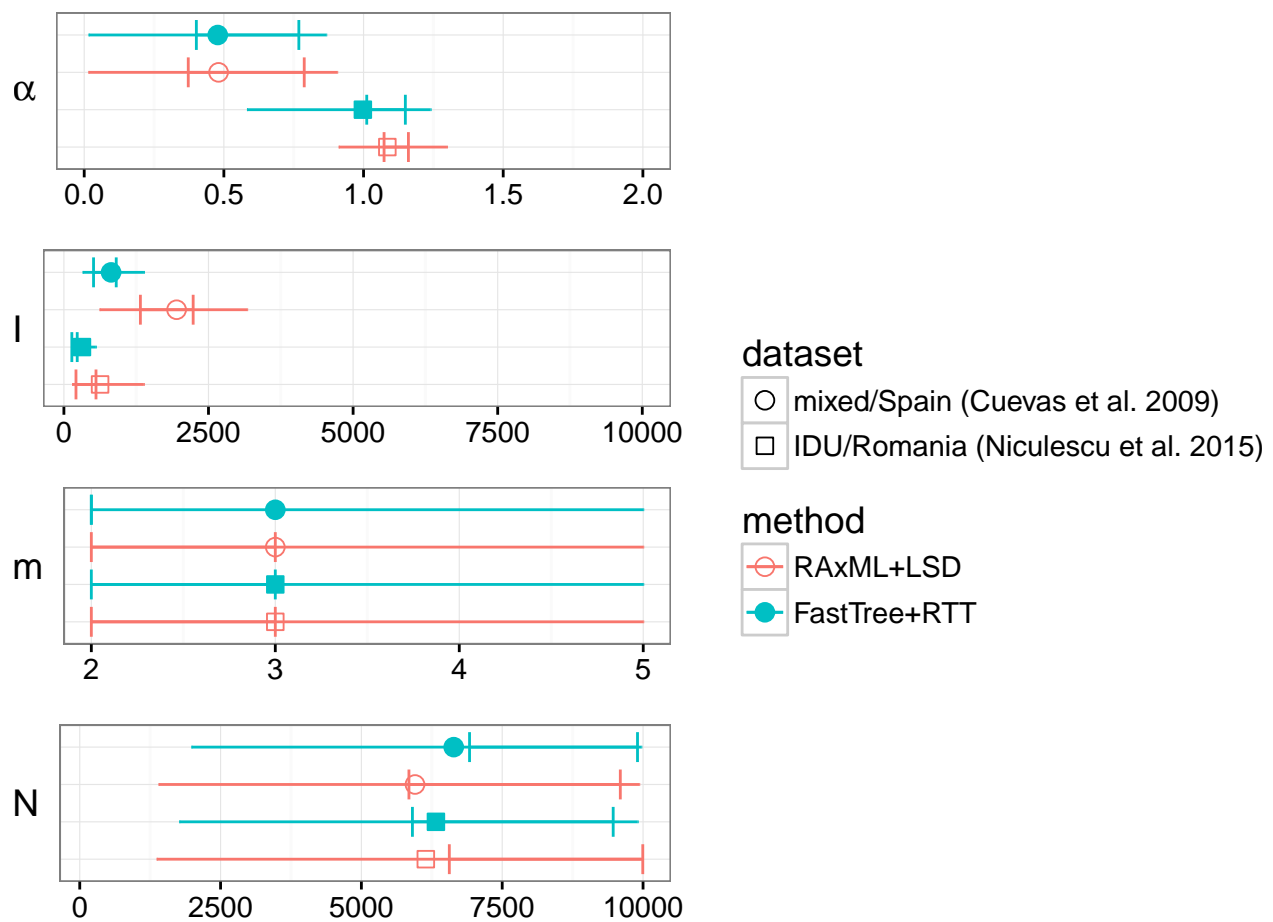 α
0.0 0.5 1.0 1.5 2.0
I
0 2500 5000 7500 10000
m
2 3 4 5
N
0 2500 5000 7500 10000
dataset
mixed/Spain (Cuevas et al. 2009)
IDU/Romania (Niculescu et al. 2015)
method
RAxML+LSD
FastTree+RTT